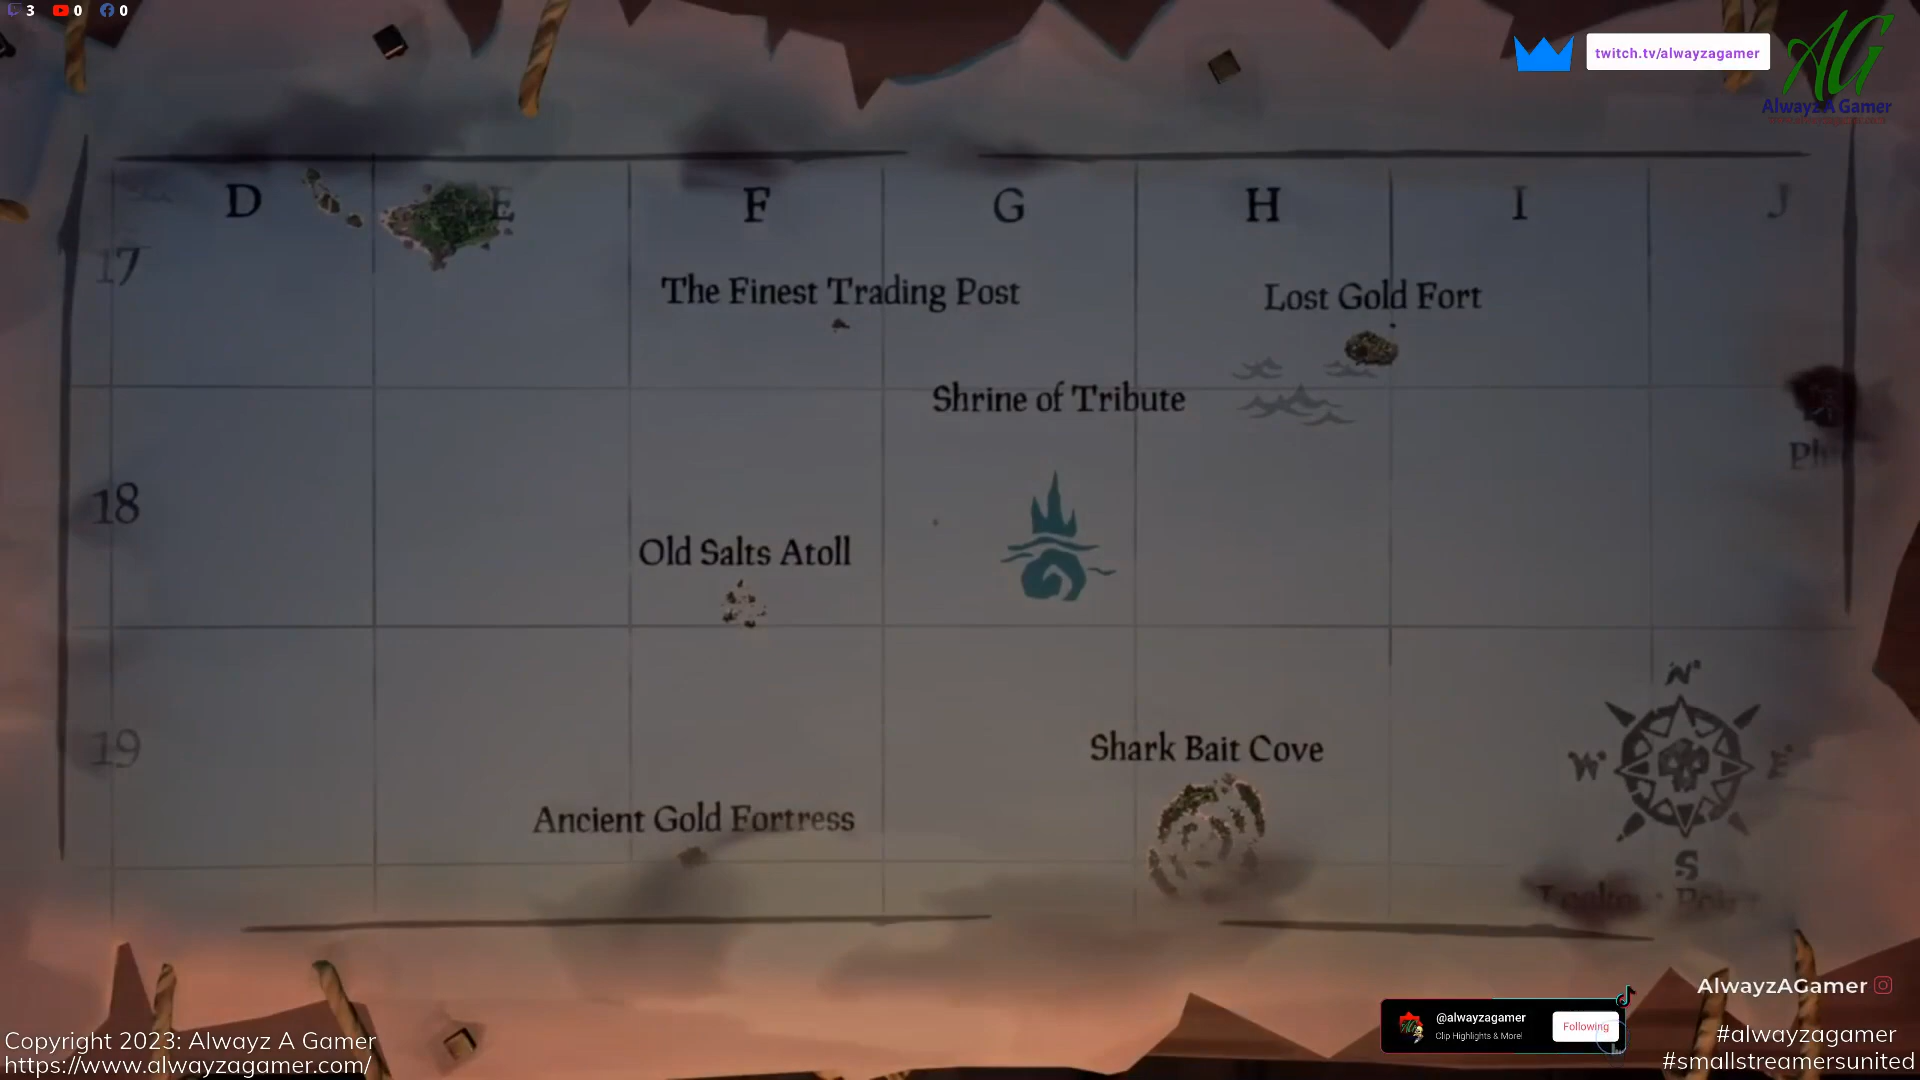 3 0 0
twitch.tv/alwayzagamer
AG
Alwayz A Gamer
D E F G H I J
17
The Finest Trading Post
Lost Gold Fort
Shrine of Tribute
18
Old Salts Atoll
N
19
Shark Bait Cove
W E
Ancient Gold Fortress
S
AlwayzAGamer
@alwayzagamer
Clip Highlights & More!
Following
Copyright 2023: Alwayz A Gamer
https://www.alwayzagamer.com/
#alwayzagamer
#smallstreamersunited